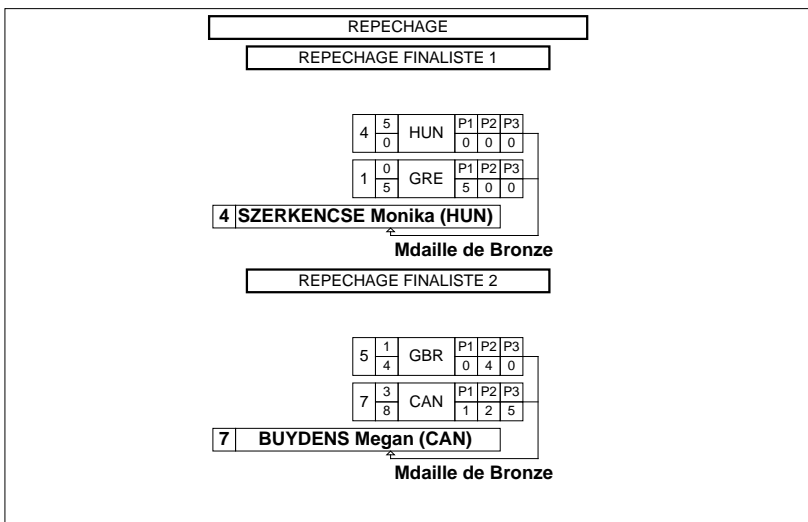 REPECHAGE
REPECHAGE FINALISTE 1
4 5 HUN P1 P2 P3
0 0 0 0
1 0 GRE P1 P2 P3
5 5 0 0
4 SZERKENCSE Monika (HUN)
Mdaille de Bronze
REPECHAGE FINALISTE 2
5 1 GBR P1 P2 P3
4 0 4 0
7 3 CAN P1 P2 P3
8 1 2 5
7 BUYDENS Megan (CAN)
Mdaille de Bronze